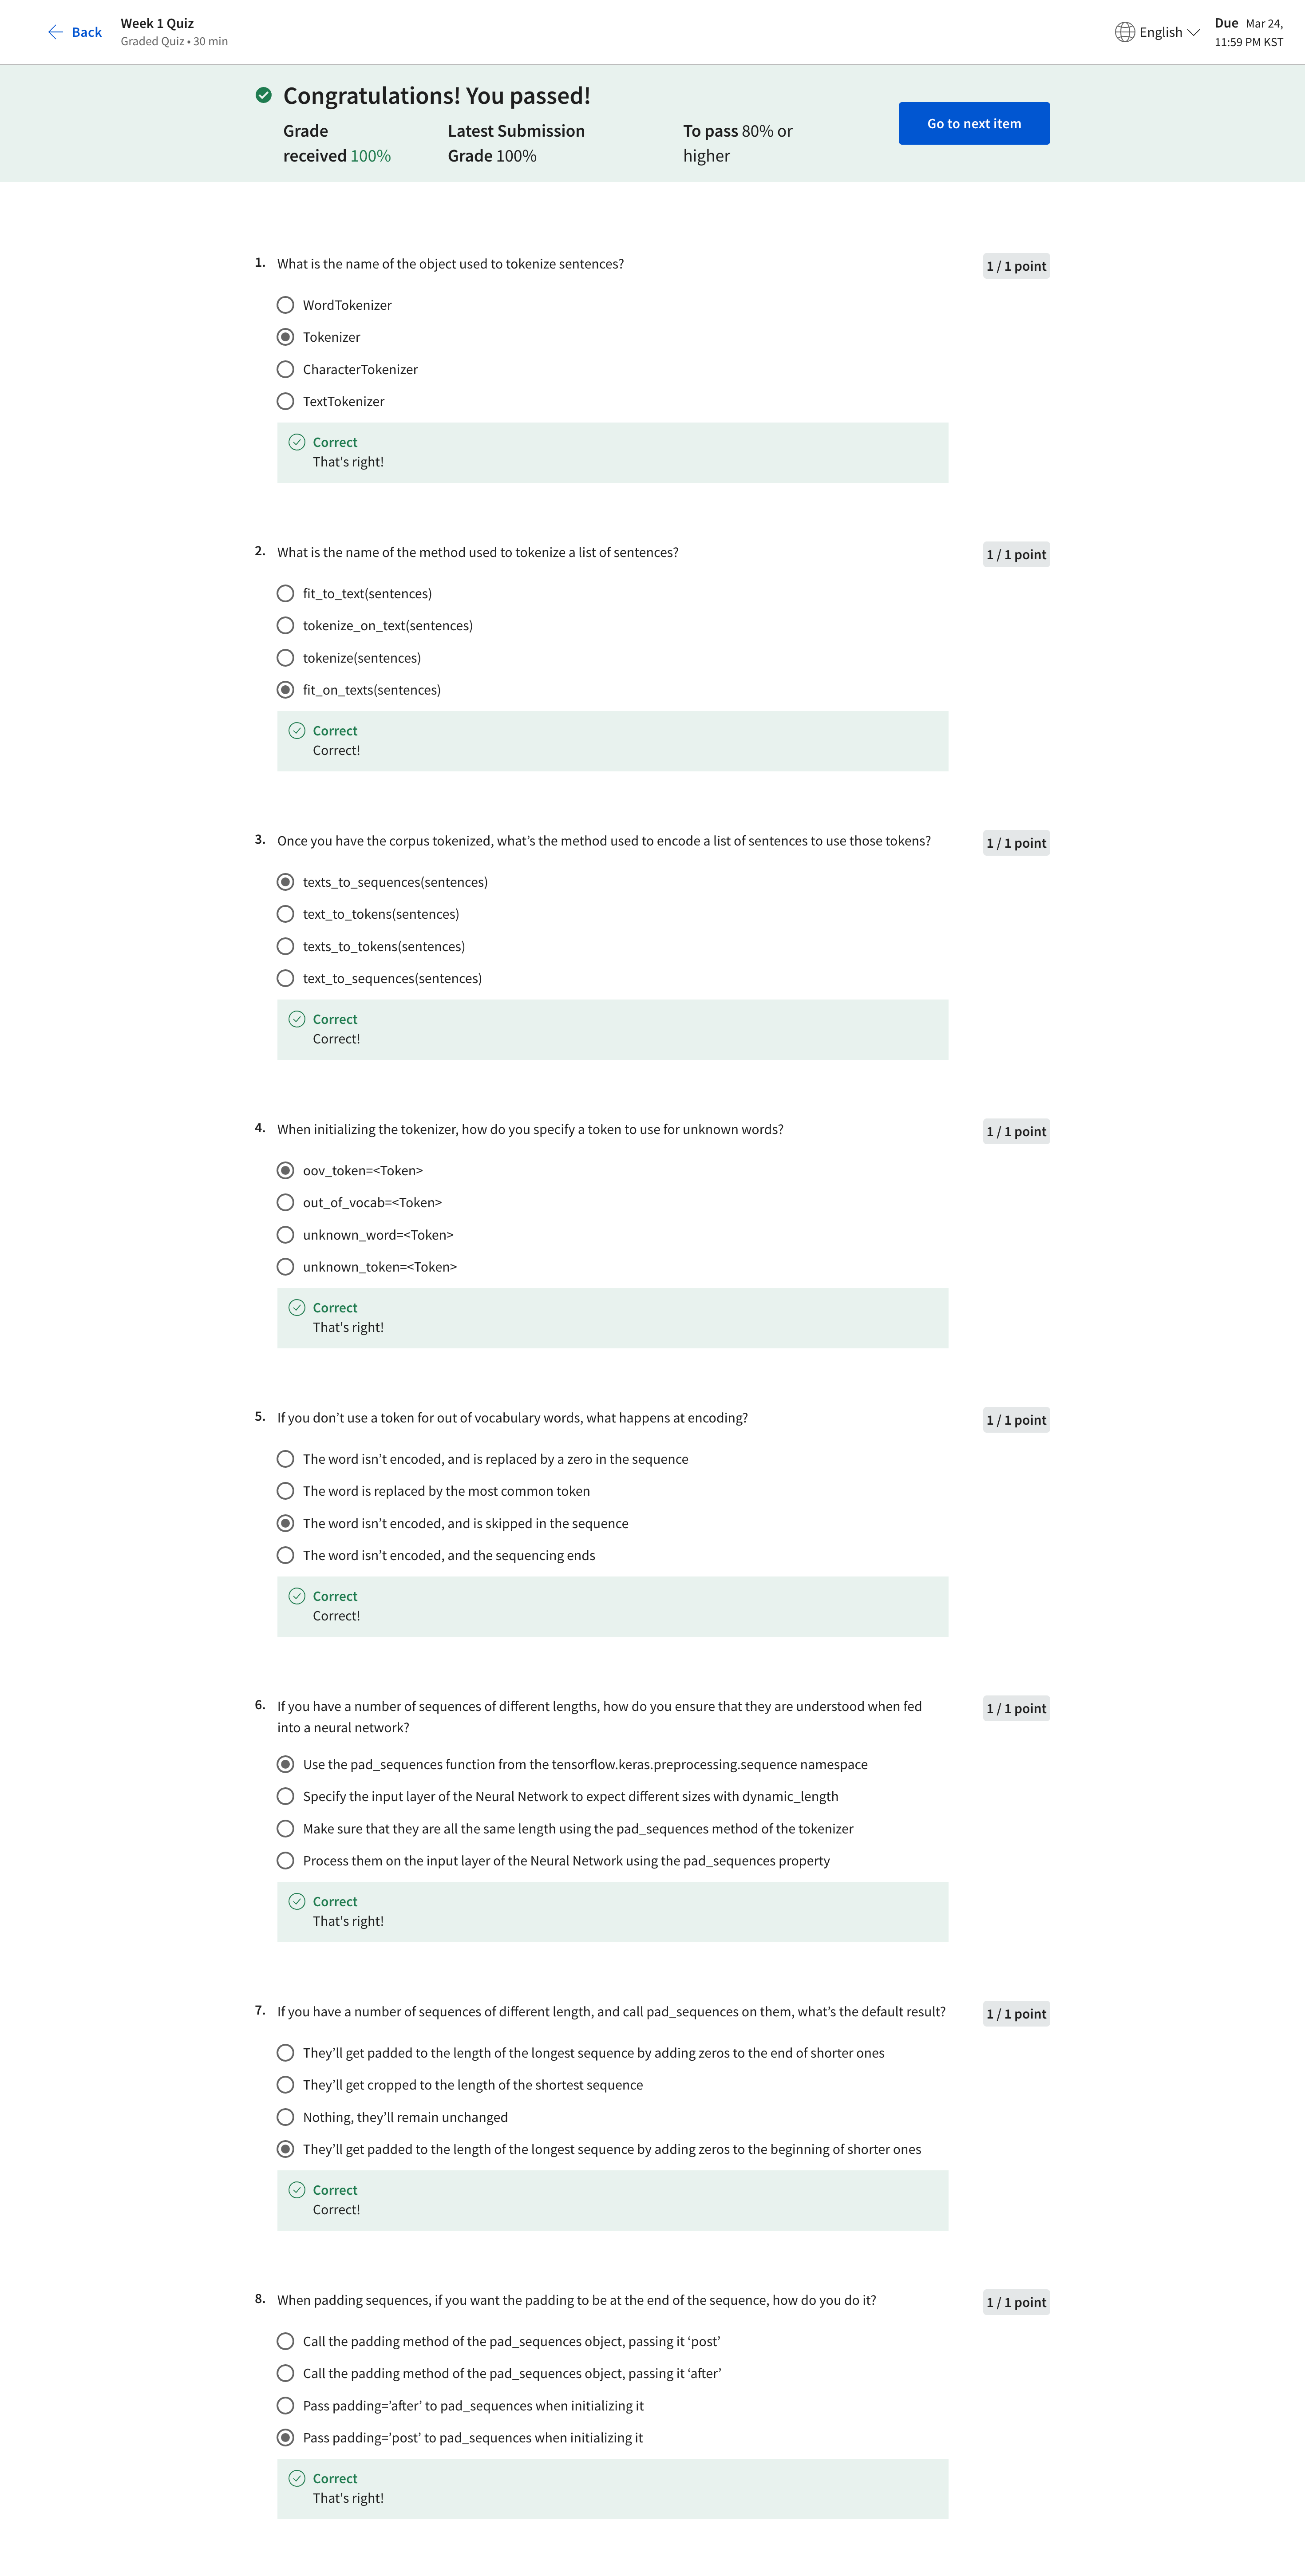 Back
Week 1 Quiz
Graded Quiz • 30 min
English
Due Mar 24,
11:59 PM KST
Congratulations! You passed!
Grade
received 100%
Latest Submission
Grade 100%
To pass 80% or
higher
Go to next item
1. What is the name of the object used to tokenize sentences?
1 / 1 point
WordTokenizer
Tokenizer
CharacterTokenizer
TextTokenizer
Correct
That's right!
2. What is the name of the method used to tokenize a list of sentences?
1 / 1 point
fit_to_text(sentences)
tokenize_on_text(sentences)
tokenize(sentences)
fit_on_texts(sentences)
Correct
Correct!
3. Once you have the corpus tokenized, what’s the method used to encode a list of sentences to use those tokens?
1 / 1 point
texts_to_sequences(sentences)
text_to_tokens(sentences)
texts_to_tokens(sentences)
text_to_sequences(sentences)
Correct
Correct!
4. When initializing the tokenizer, how do you specify a token to use for unknown words?
1 / 1 point
oov_token=<Token>
out_of_vocab=<Token>
unknown_word=<Token>
unknown_token=<Token>
Correct
That's right!
5. If you don’t use a token for out of vocabulary words, what happens at encoding?
1 / 1 point
The word isn’t encoded, and is replaced by a zero in the sequence
The word is replaced by the most common token
The word isn’t encoded, and is skipped in the sequence
The word isn’t encoded, and the sequencing ends
Correct
Correct!
6. If you have a number of sequences of different lengths, how do you ensure that they are understood when fed
into a neural network?
1 / 1 point
Use the pad_sequences function from the tensorflow.keras.preprocessing.sequence namespace
Specify the input layer of the Neural Network to expect different sizes with dynamic_length
Make sure that they are all the same length using the pad_sequences method of the tokenizer
Process them on the input layer of the Neural Network using the pad_sequences property
Correct
That's right!
7. If you have a number of sequences of different length, and call pad_sequences on them, what’s the default result?
1 / 1 point
They’ll get padded to the length of the longest sequence by adding zeros to the end of shorter ones
They’ll get cropped to the length of the shortest sequence
Nothing, they’ll remain unchanged
They’ll get padded to the length of the longest sequence by adding zeros to the beginning of shorter ones
Correct
Correct!
8. When padding sequences, if you want the padding to be at the end of the sequence, how do you do it?
1 / 1 point
Call the padding method of the pad_sequences object, passing it ‘post’
Call the padding method of the pad_sequences object, passing it ‘after’
Pass padding=’after’ to pad_sequences when initializing it
Pass padding=’post’ to pad_sequences when initializing it
Correct
That's right!